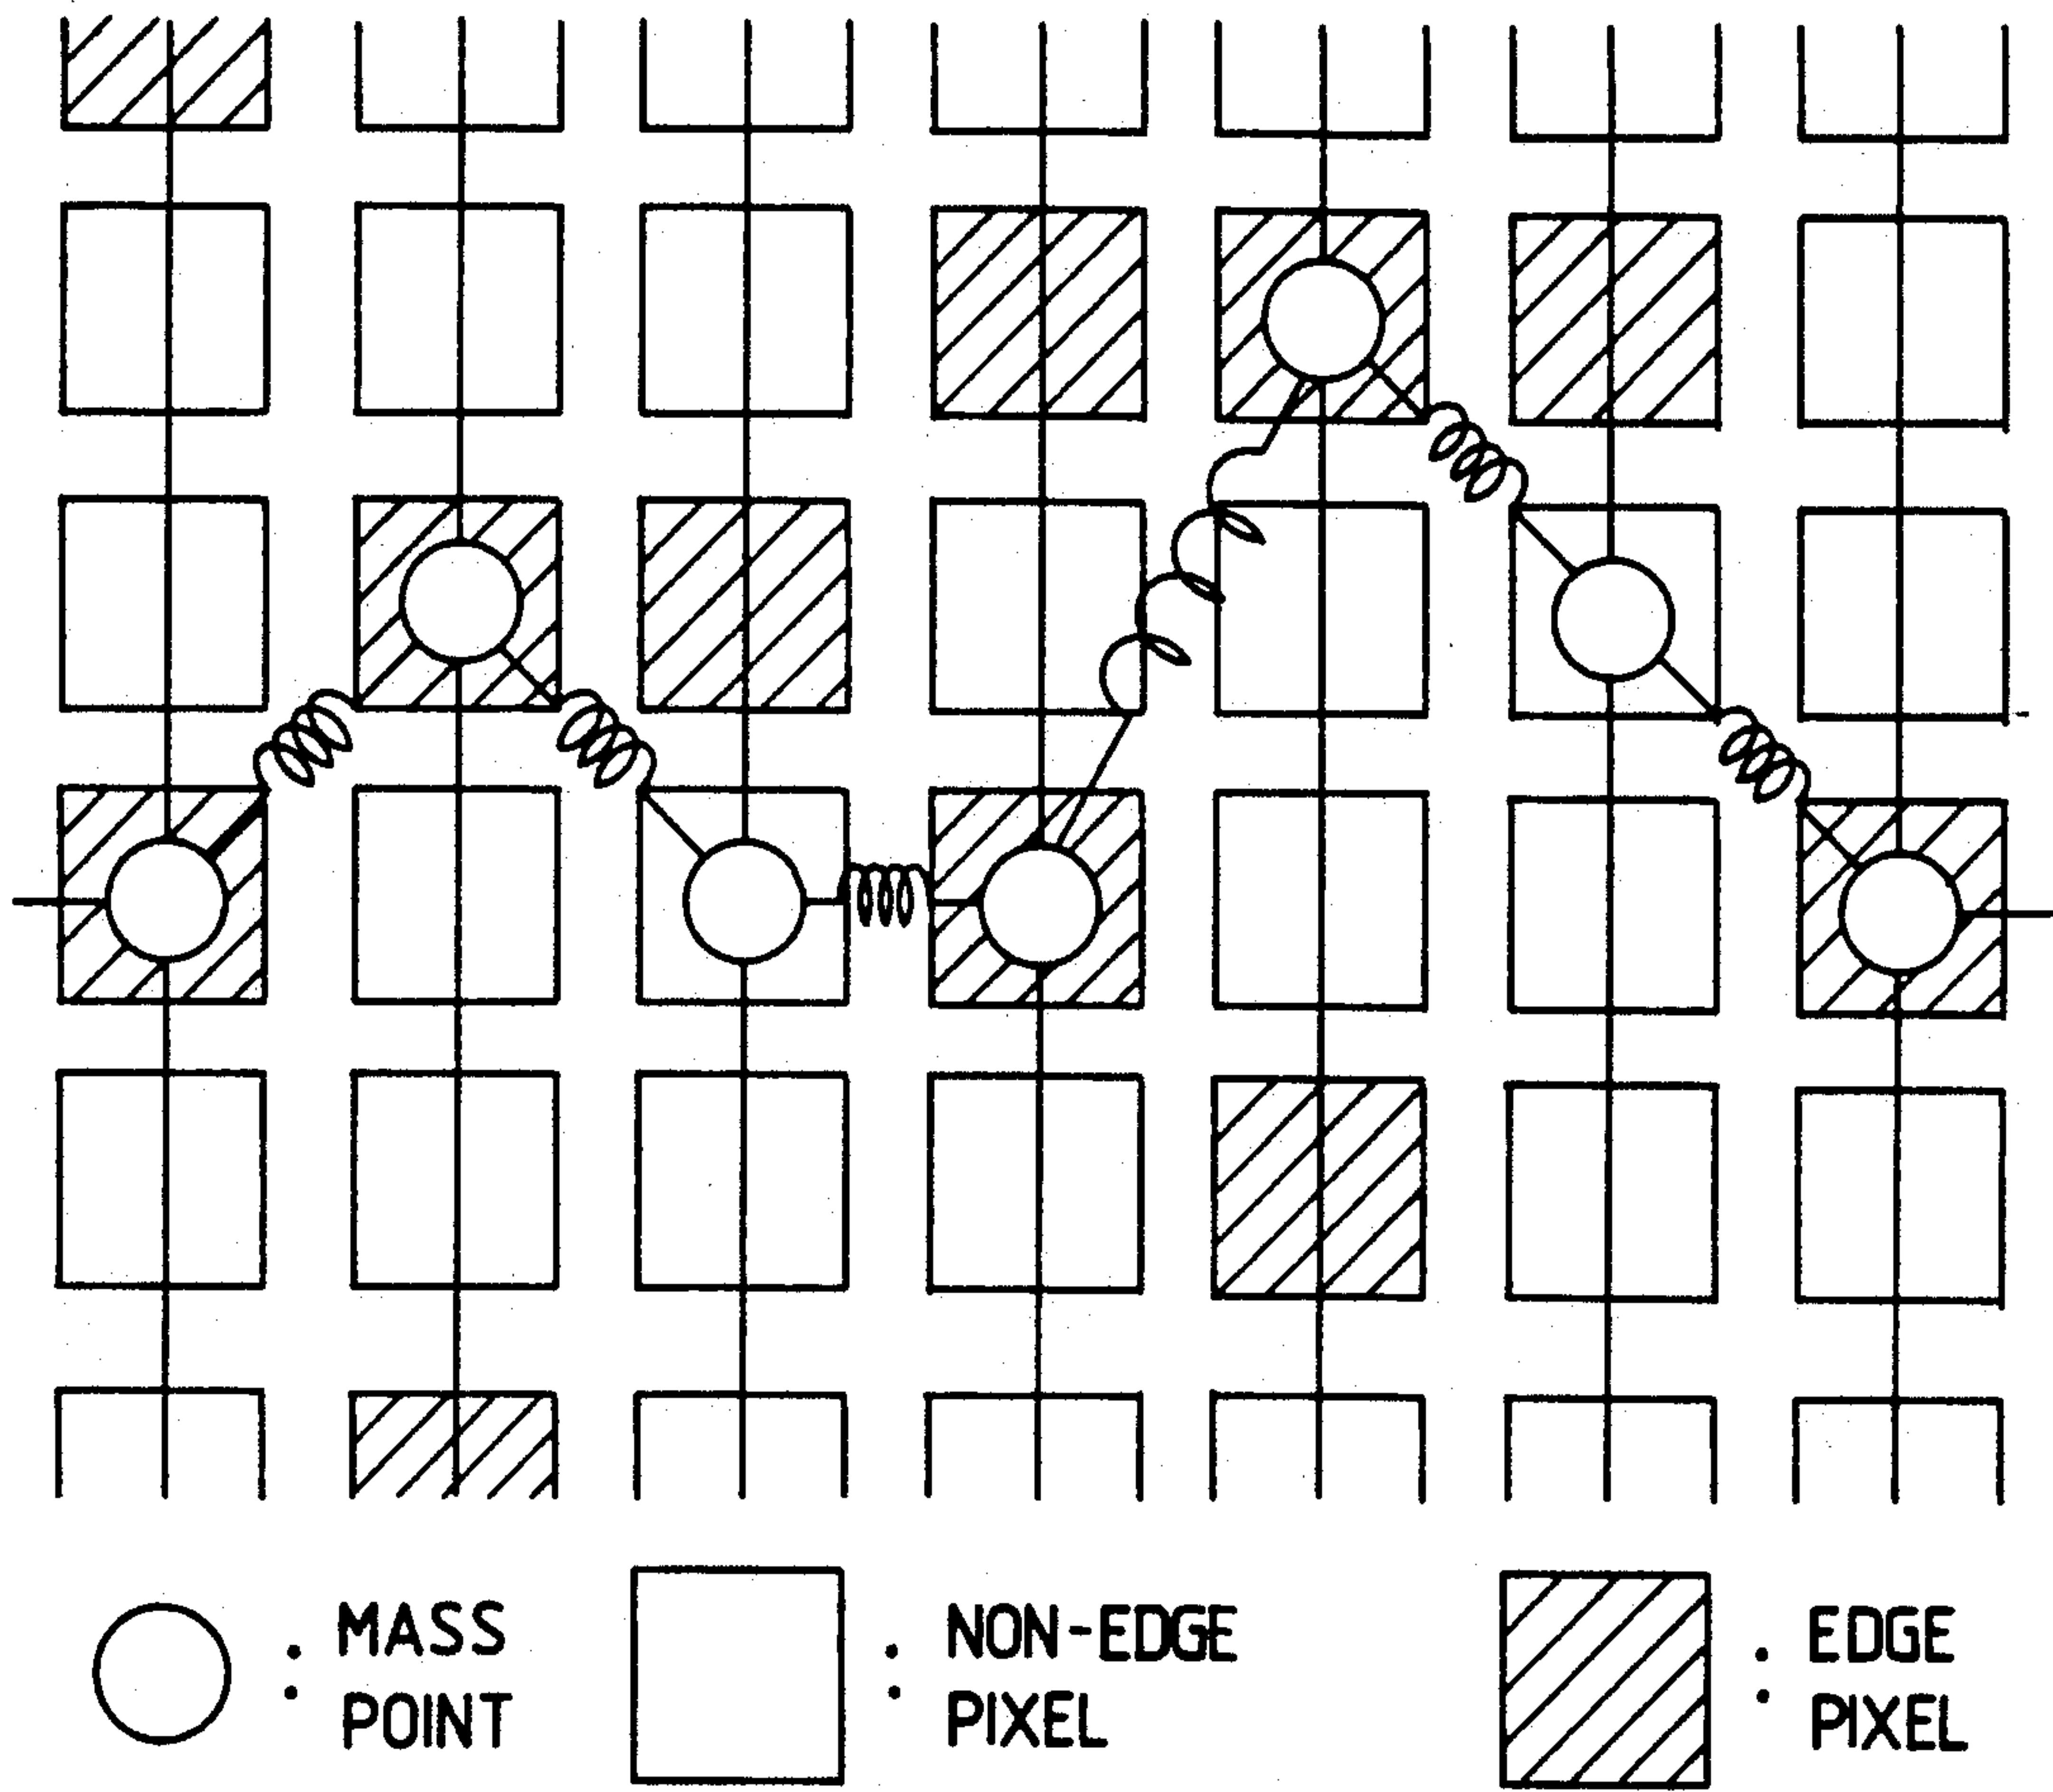 : MASS
POINT
: NON-EDGE
PIXEL
: EDGE
PIXEL